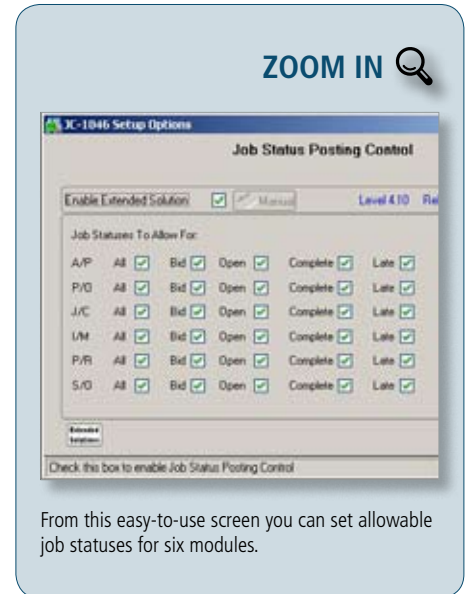 ZOOM IN
JC-1046 Setup Options
Job Status Posting Control
Enable Extended Solution Manual Level 4.10
Job Statuses To Allow For:
A/P All Bid Open Complete Late
P/O All Bid Open Complete Late
J/C All Bid Open Complete Late
I/M All Bid Open Complete Late
P/R All Bid Open Complete Late
S/O All Bid Open Complete Late
Extended
Solutions
Check this box to enable Job Status Posting Control
From this easy-to-use screen you can set allowable
job statuses for six modules.